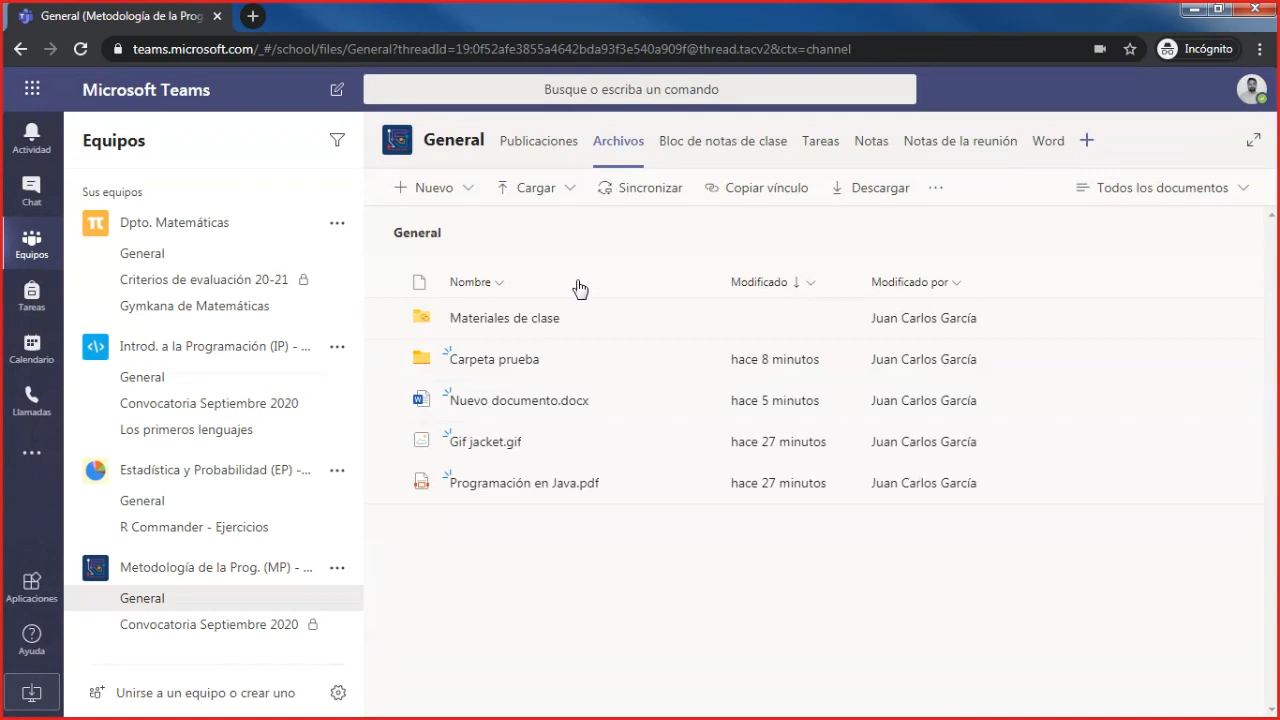 General (Metodología de la Prog
teams.microsoft.com/_#/school/files/General?threadId=19:0f52afe3855a4642bda93f3e540a909f@thread.tacv2&ctx=channel
Incógnito
Microsoft Teams
Busque o escriba un comando
Actividad
Chat
Equipos
Tareas
Calendario
Llamadas
Aplicaciones
Ayuda
Equipos
Sus equipos
Dpto. Matemáticas
General
Criterios de evaluación 20-21
Gymkana de Matemáticas
Introd. a la Programación (IP) - ...
General
Convocatoria Septiembre 2020
Los primeros lenguajes
Estadística y Probabilidad (EP) -...
General
R Commander - Ejercicios
Metodología de la Prog. (MP) - ...
General
Convocatoria Septiembre 2020
Unirse a un equipo o crear uno
General Publicaciones Archivos Bloc de notas de clase Tareas Notas Notas de la reunión Word
Nuevo Cargar Sincronizar Copiar vínculo Descargar Todos los documentos
General
Nombre Modificado Modificado por
Materiales de clase Juan Carlos García
Carpeta prueba hace 8 minutos Juan Carlos García
Nuevo documento.docx hace 5 minutos Juan Carlos García
Gif jacket.gif hace 27 minutos Juan Carlos García
Programación en Java.pdf hace 27 minutos Juan Carlos García